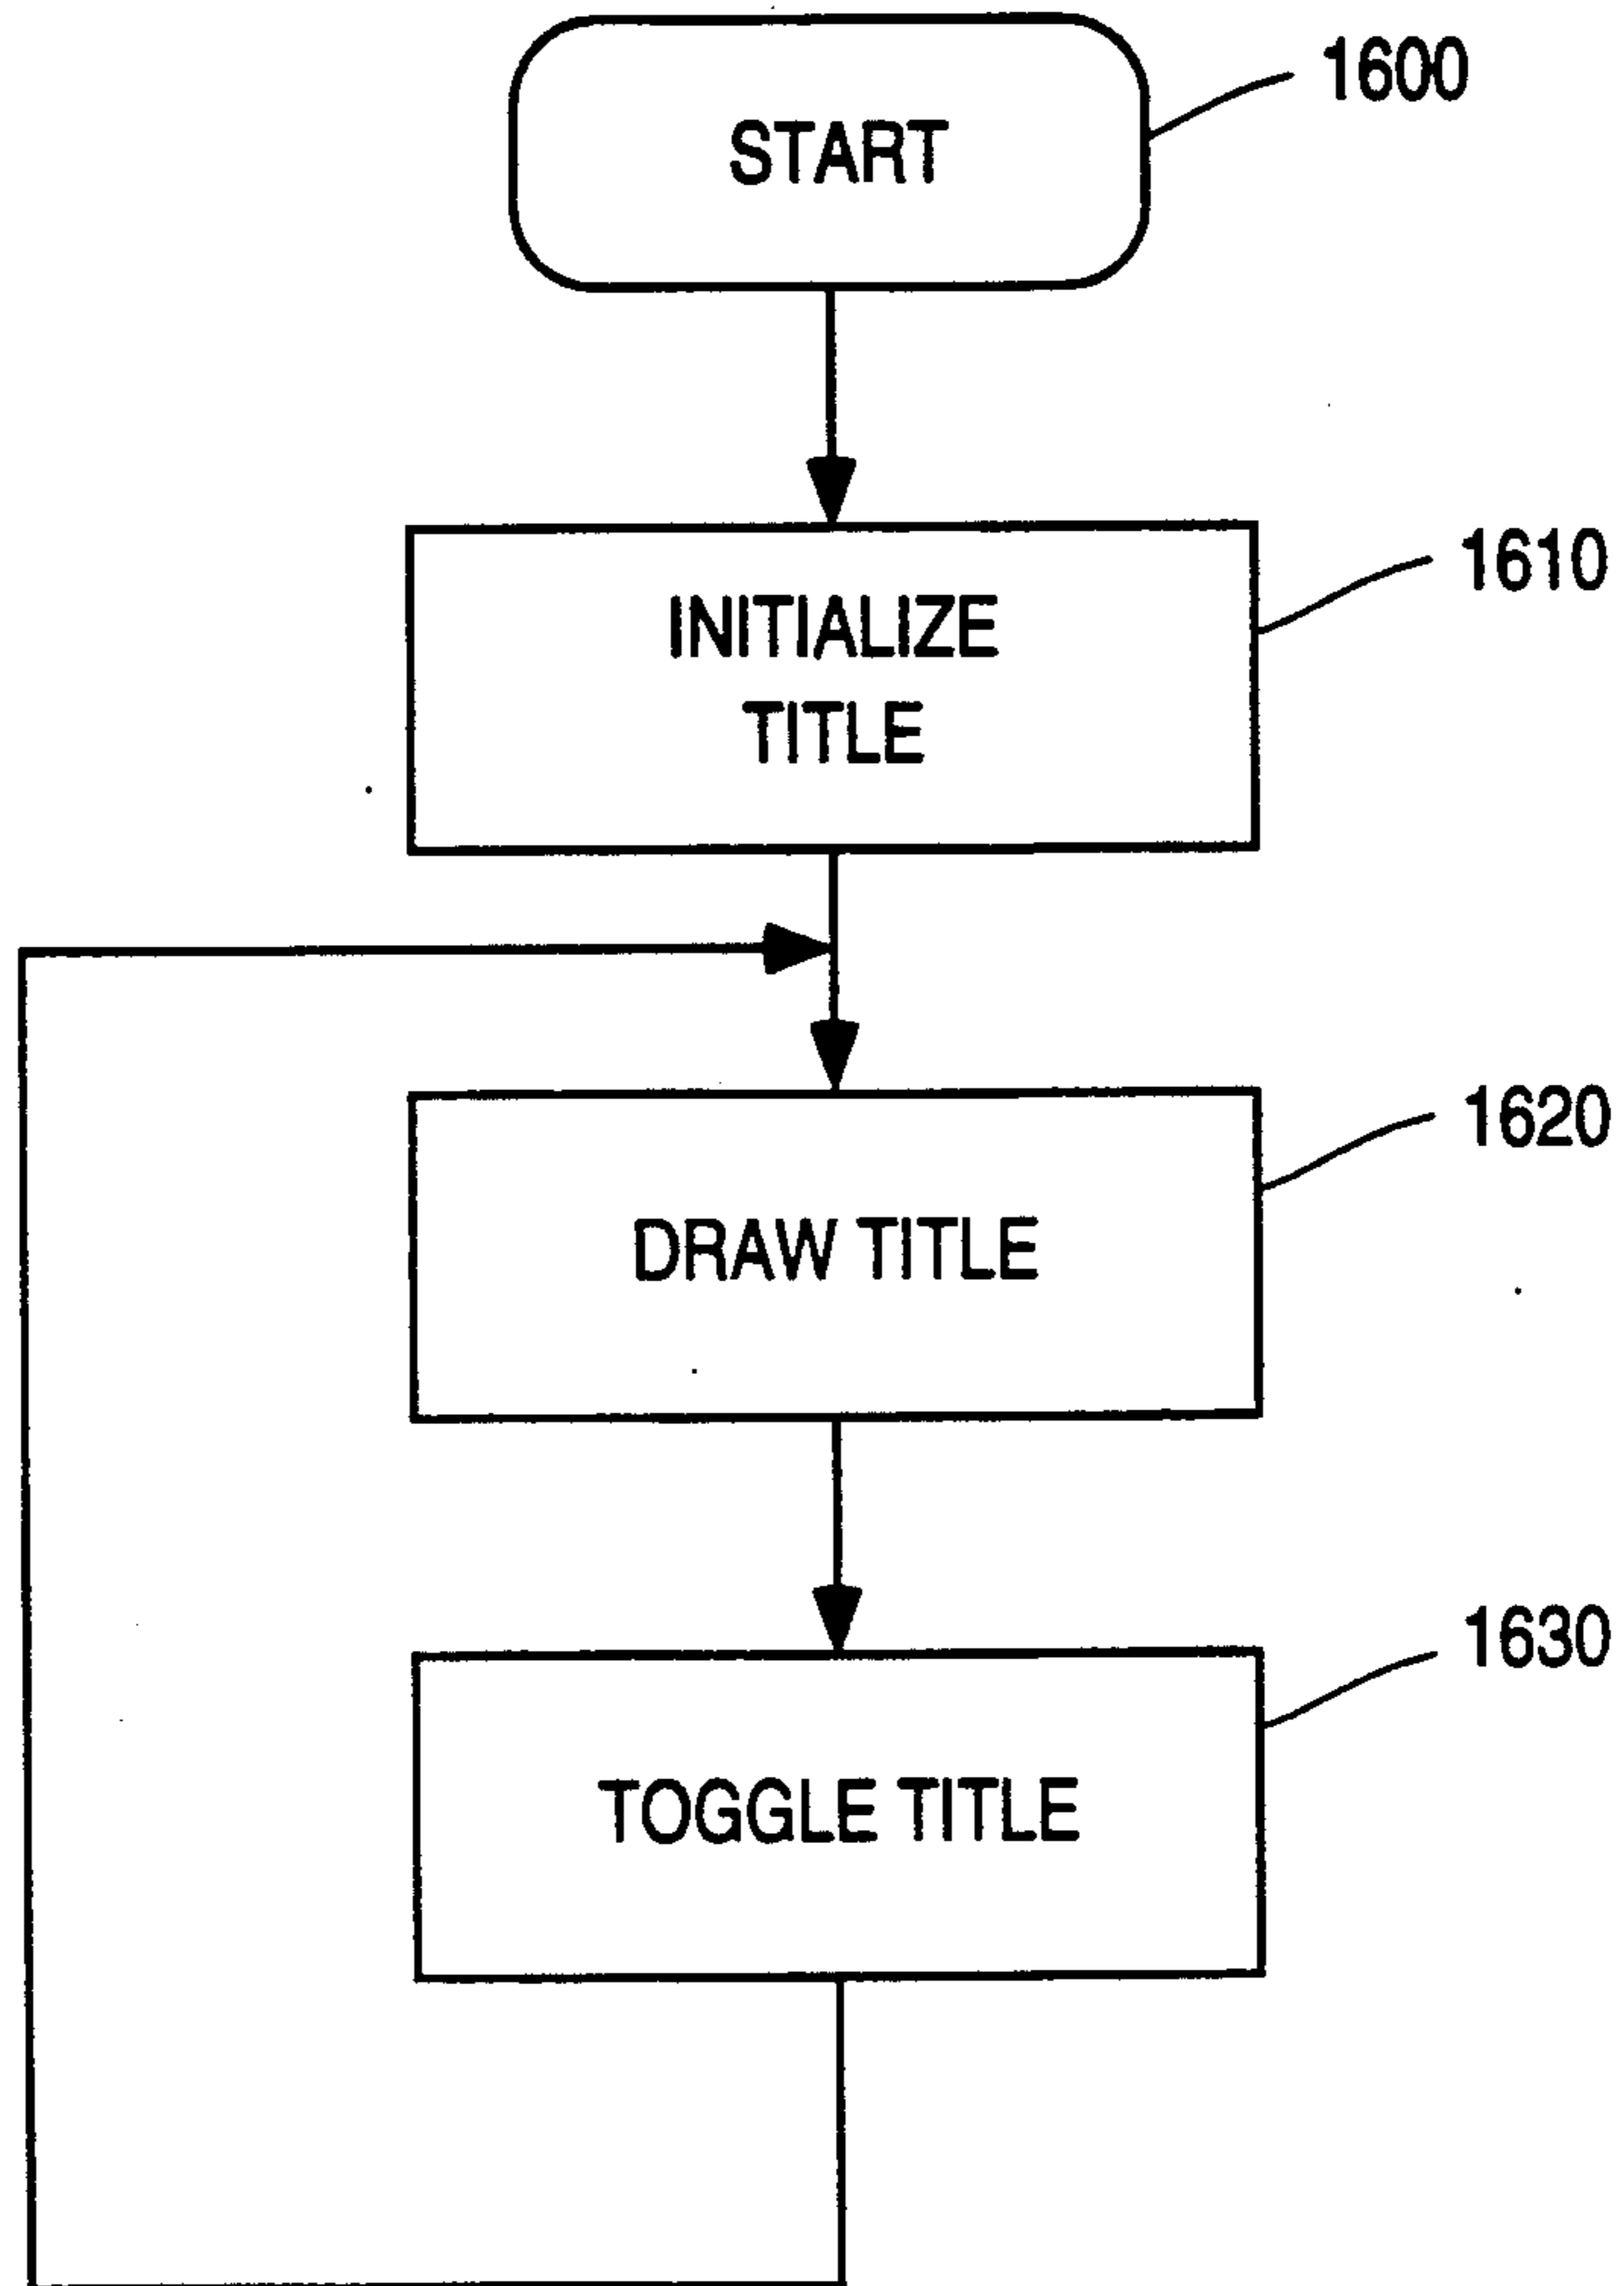 START
1600
INITIALIZE
TITLE
1610
DRAW TITLE
1620
TOGGLE TITLE
1630